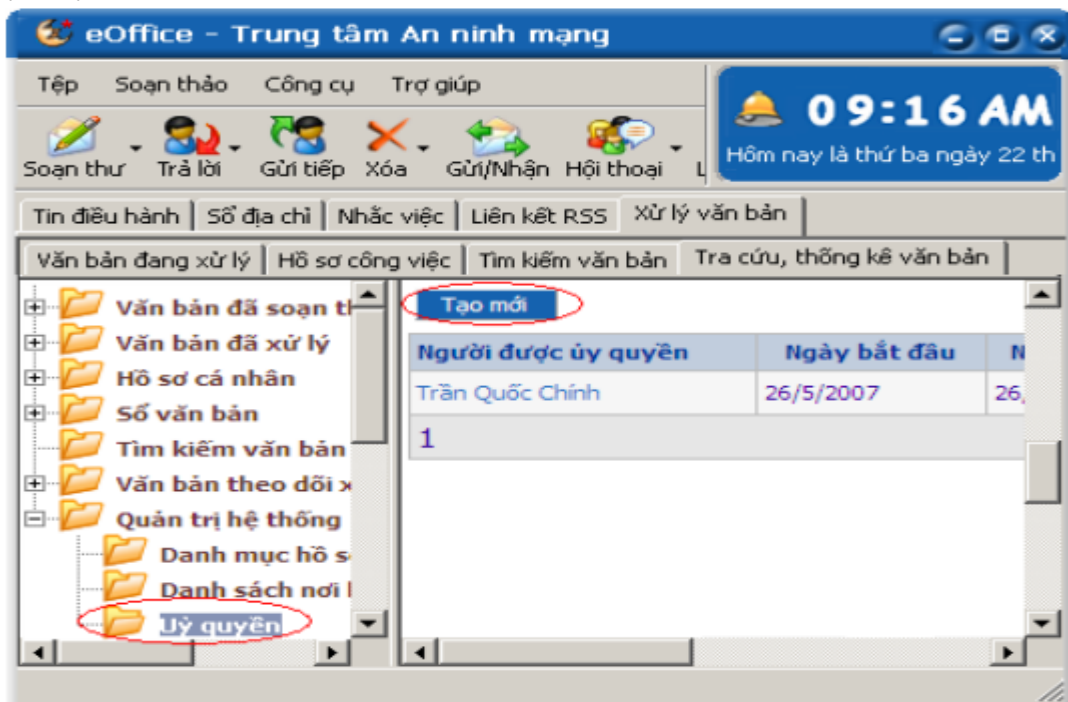 eOffice - Trung tâm An ninh mạng
Tệp Soạn thảo Công cụ Trợ giúp
09:16 AM
Hôm nay là thứ ba ngày 22 th
Soạn thư Trả lời Gửi tiếp Xóa Gửi/Nhận Hội thoại L
Tin điều hành Sổ địa chỉ Nhắc việc Liên kết RSS Xử lý văn bản
Văn bản đang xử lý Hồ sơ công việc Tìm kiếm văn bản Tra cứu, thống kê văn bản
Văn bản đã soạn th
Văn bản đã xử lý
Hồ sơ cá nhân
Sổ văn bản
Tìm kiếm văn bản
Văn bản theo dõi x
Quản trị hệ thống
Danh mục hồ s
Danh sách nơi
Uỷ quyền
Tạo mới
Người được ủy quyền Ngày bắt đầu N
Trần Quốc Chính 26/5/2007 26/
1